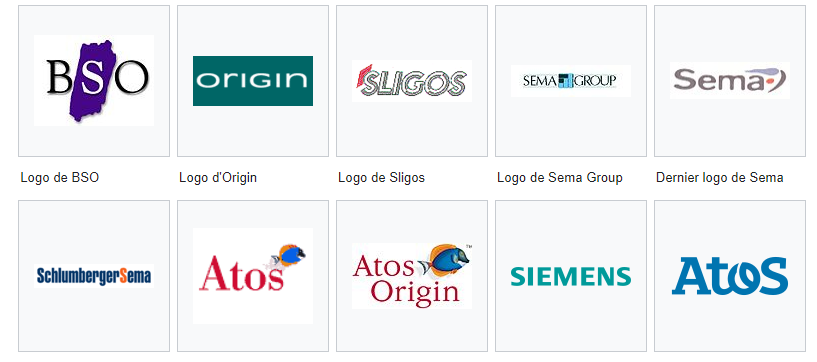 BSO
ORIGIN
SLIGOS
SEMA GROUP
Sema
Logo de BSO
Logo d'Origin
Logo de Sligos
Logo de Sema Group
Dernier logo de Sema
SchlumbergerSema
Atos
Atos
Origin
TM
SIEMENS
AtoS